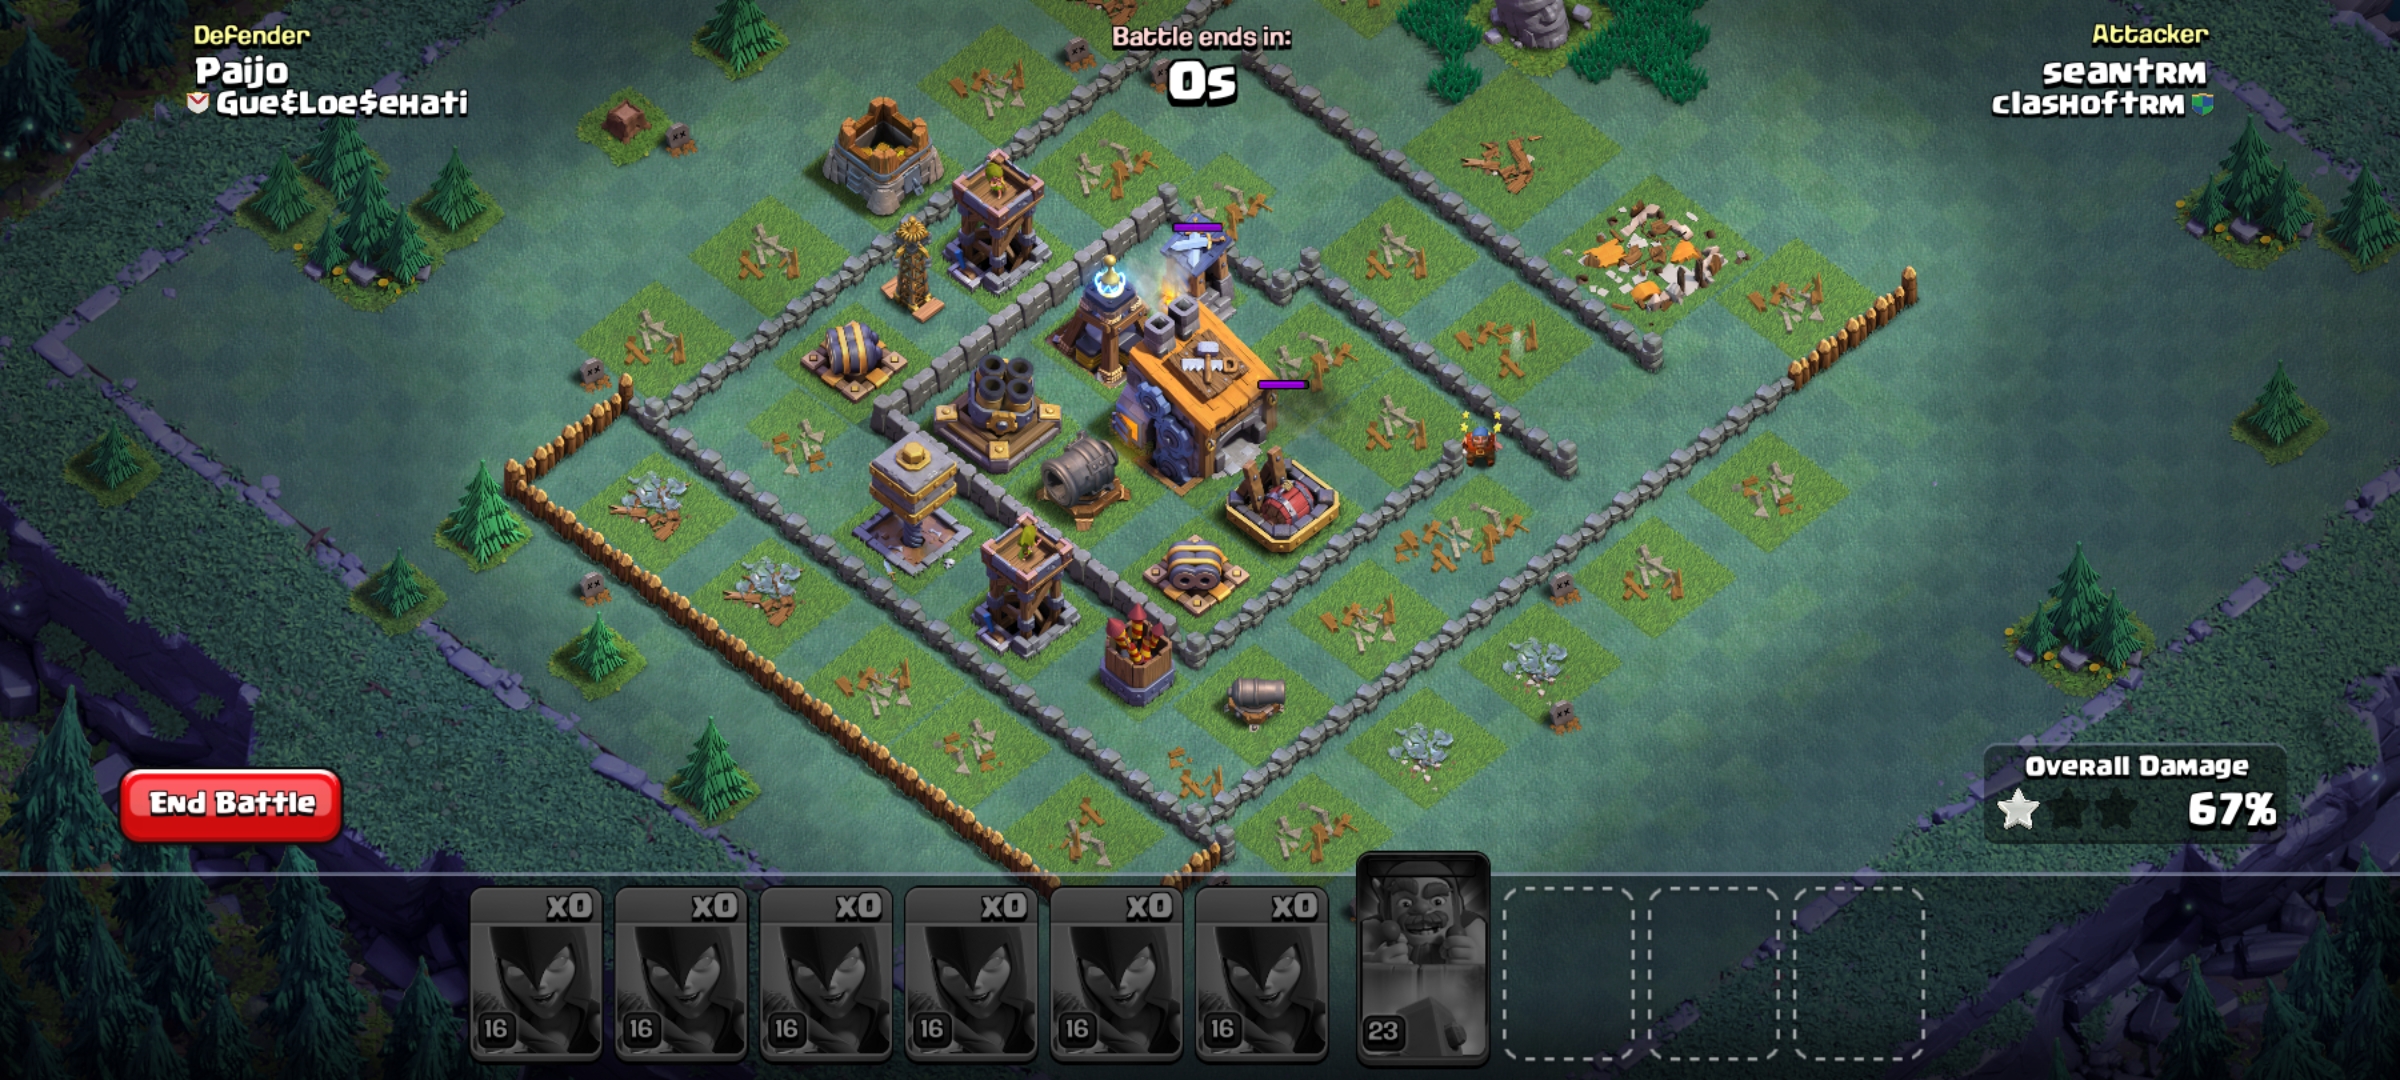 Defender
Paijo
Gue€Loe$eHati
Battle ends in:
0s
Attacker
seantRM
clashoftRM
End Battle
Overall Damage
67%
x0
x0
x0
x0
x0
x0
16
16
16
16
16
16
23